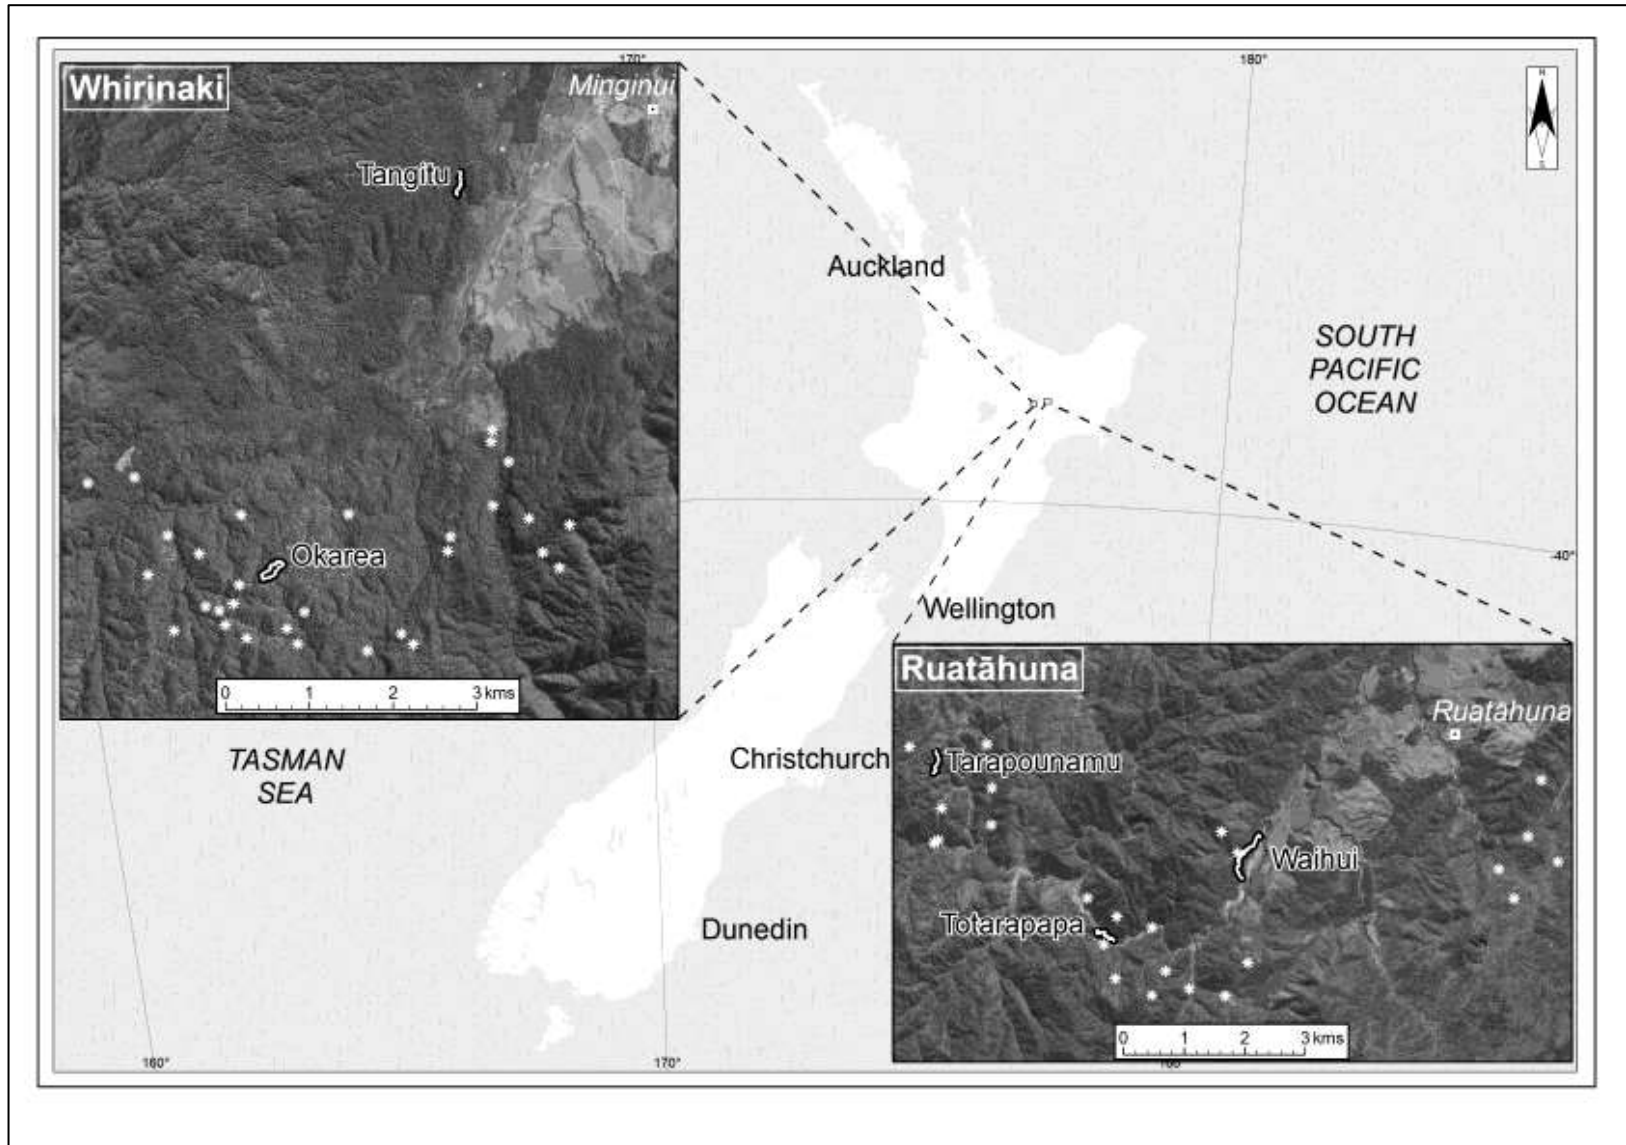 170°
180°
Whirinaki
Minginui
N
S
Tangitu
Auckland
SOUTH
PACIFIC
OCEAN
Okarea
40°
Wellington
0 1 2 3 kms
Ruatāhuna
Ruatāhuna
TASMAN
SEA
Christchurch
Tarapounamu
Waihui
Totarapapa
Dunedin
0 1 2 3 kms
160°
170°